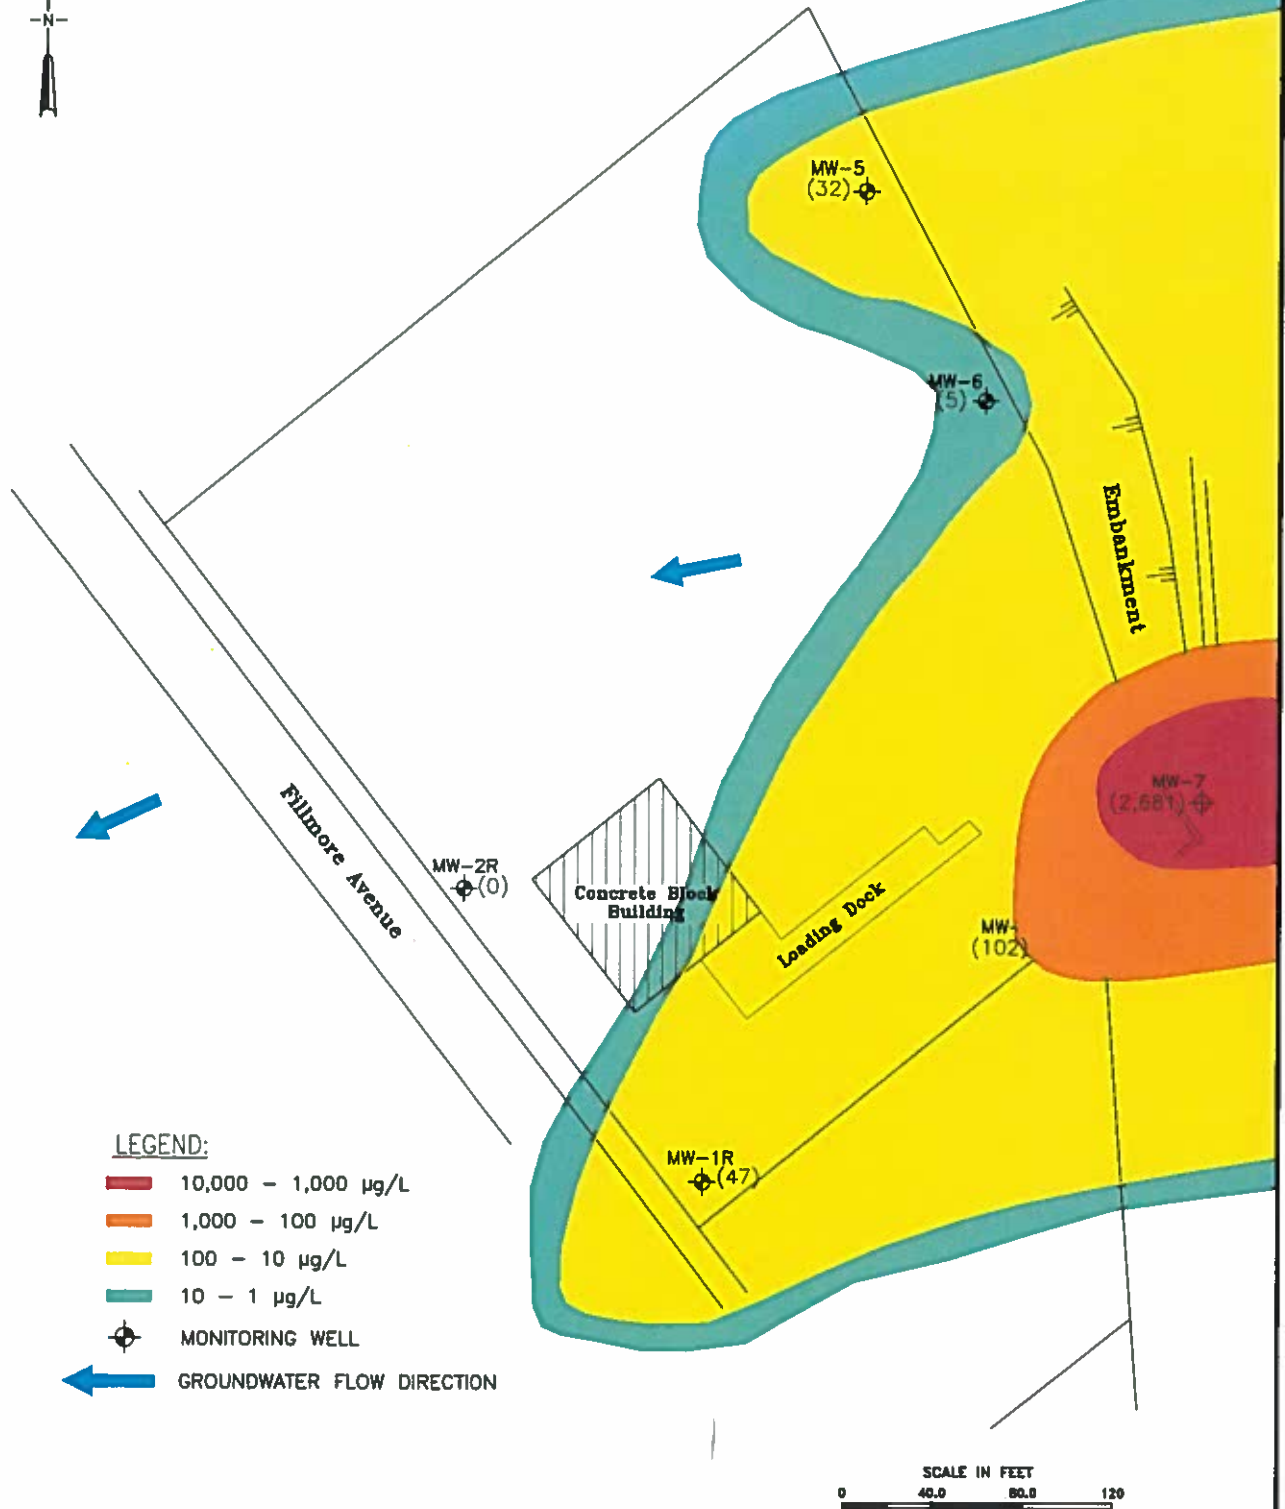 -N-
MW-5
(32)
MW-6
(5)
Embankment
MW-7
(2,681)
Fillmore Avenue
MW-2R
(0)
Concrete Block
Building
Loading Dock
MW-
(102)
MW-1R
(47)
LEGEND:
10,000 - 1,000 µg/L
1,000 - 100 µg/L
100 - 10 µg/L
10 - 1 µg/L
MONITORING WELL
GROUNDWATER FLOW DIRECTION
SCALE IN FEET
0 40.0 80.0 120